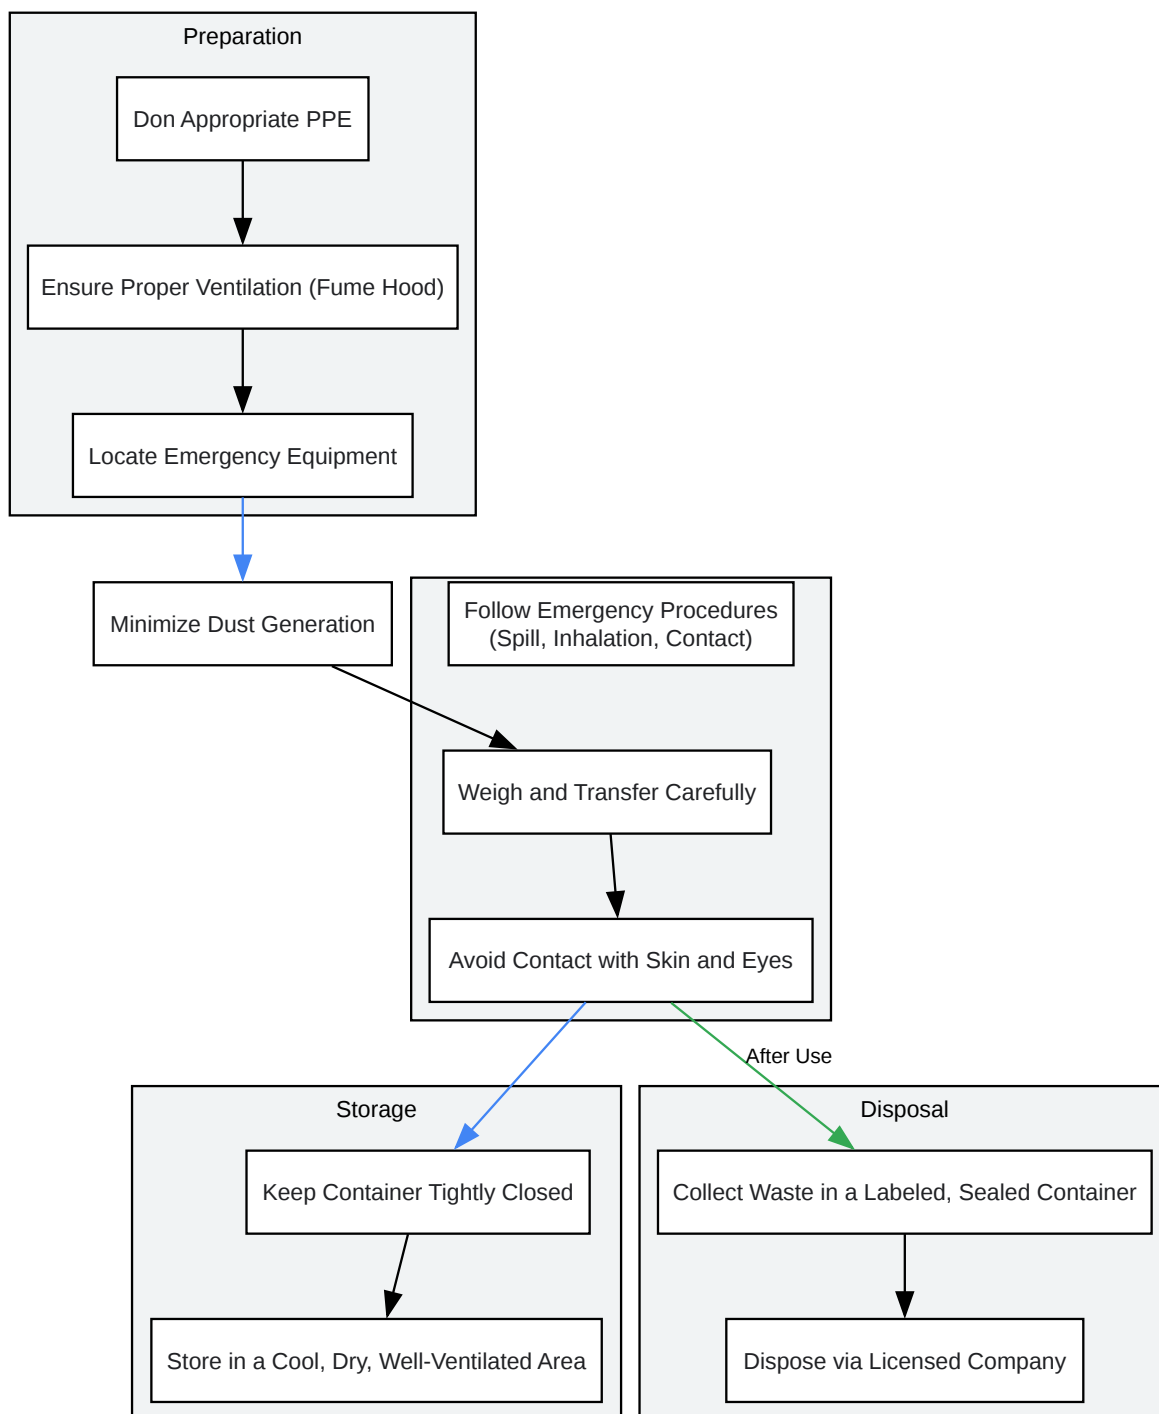 Preparation
Don Appropriate PPE
Ensure Proper Ventilation (Fume Hood)
Locate Emergency Equipment
Minimize Dust Generation
Follow Emergency Procedures
(Spill, Inhalation, Contact)
Weigh and Transfer Carefully
Avoid Contact with Skin and Eyes
After Use
Storage
Keep Container Tightly Closed
Store in a Cool, Dry, Well-Ventilated Area
Disposal
Collect Waste in a Labeled, Sealed Container
Dispose via Licensed Company